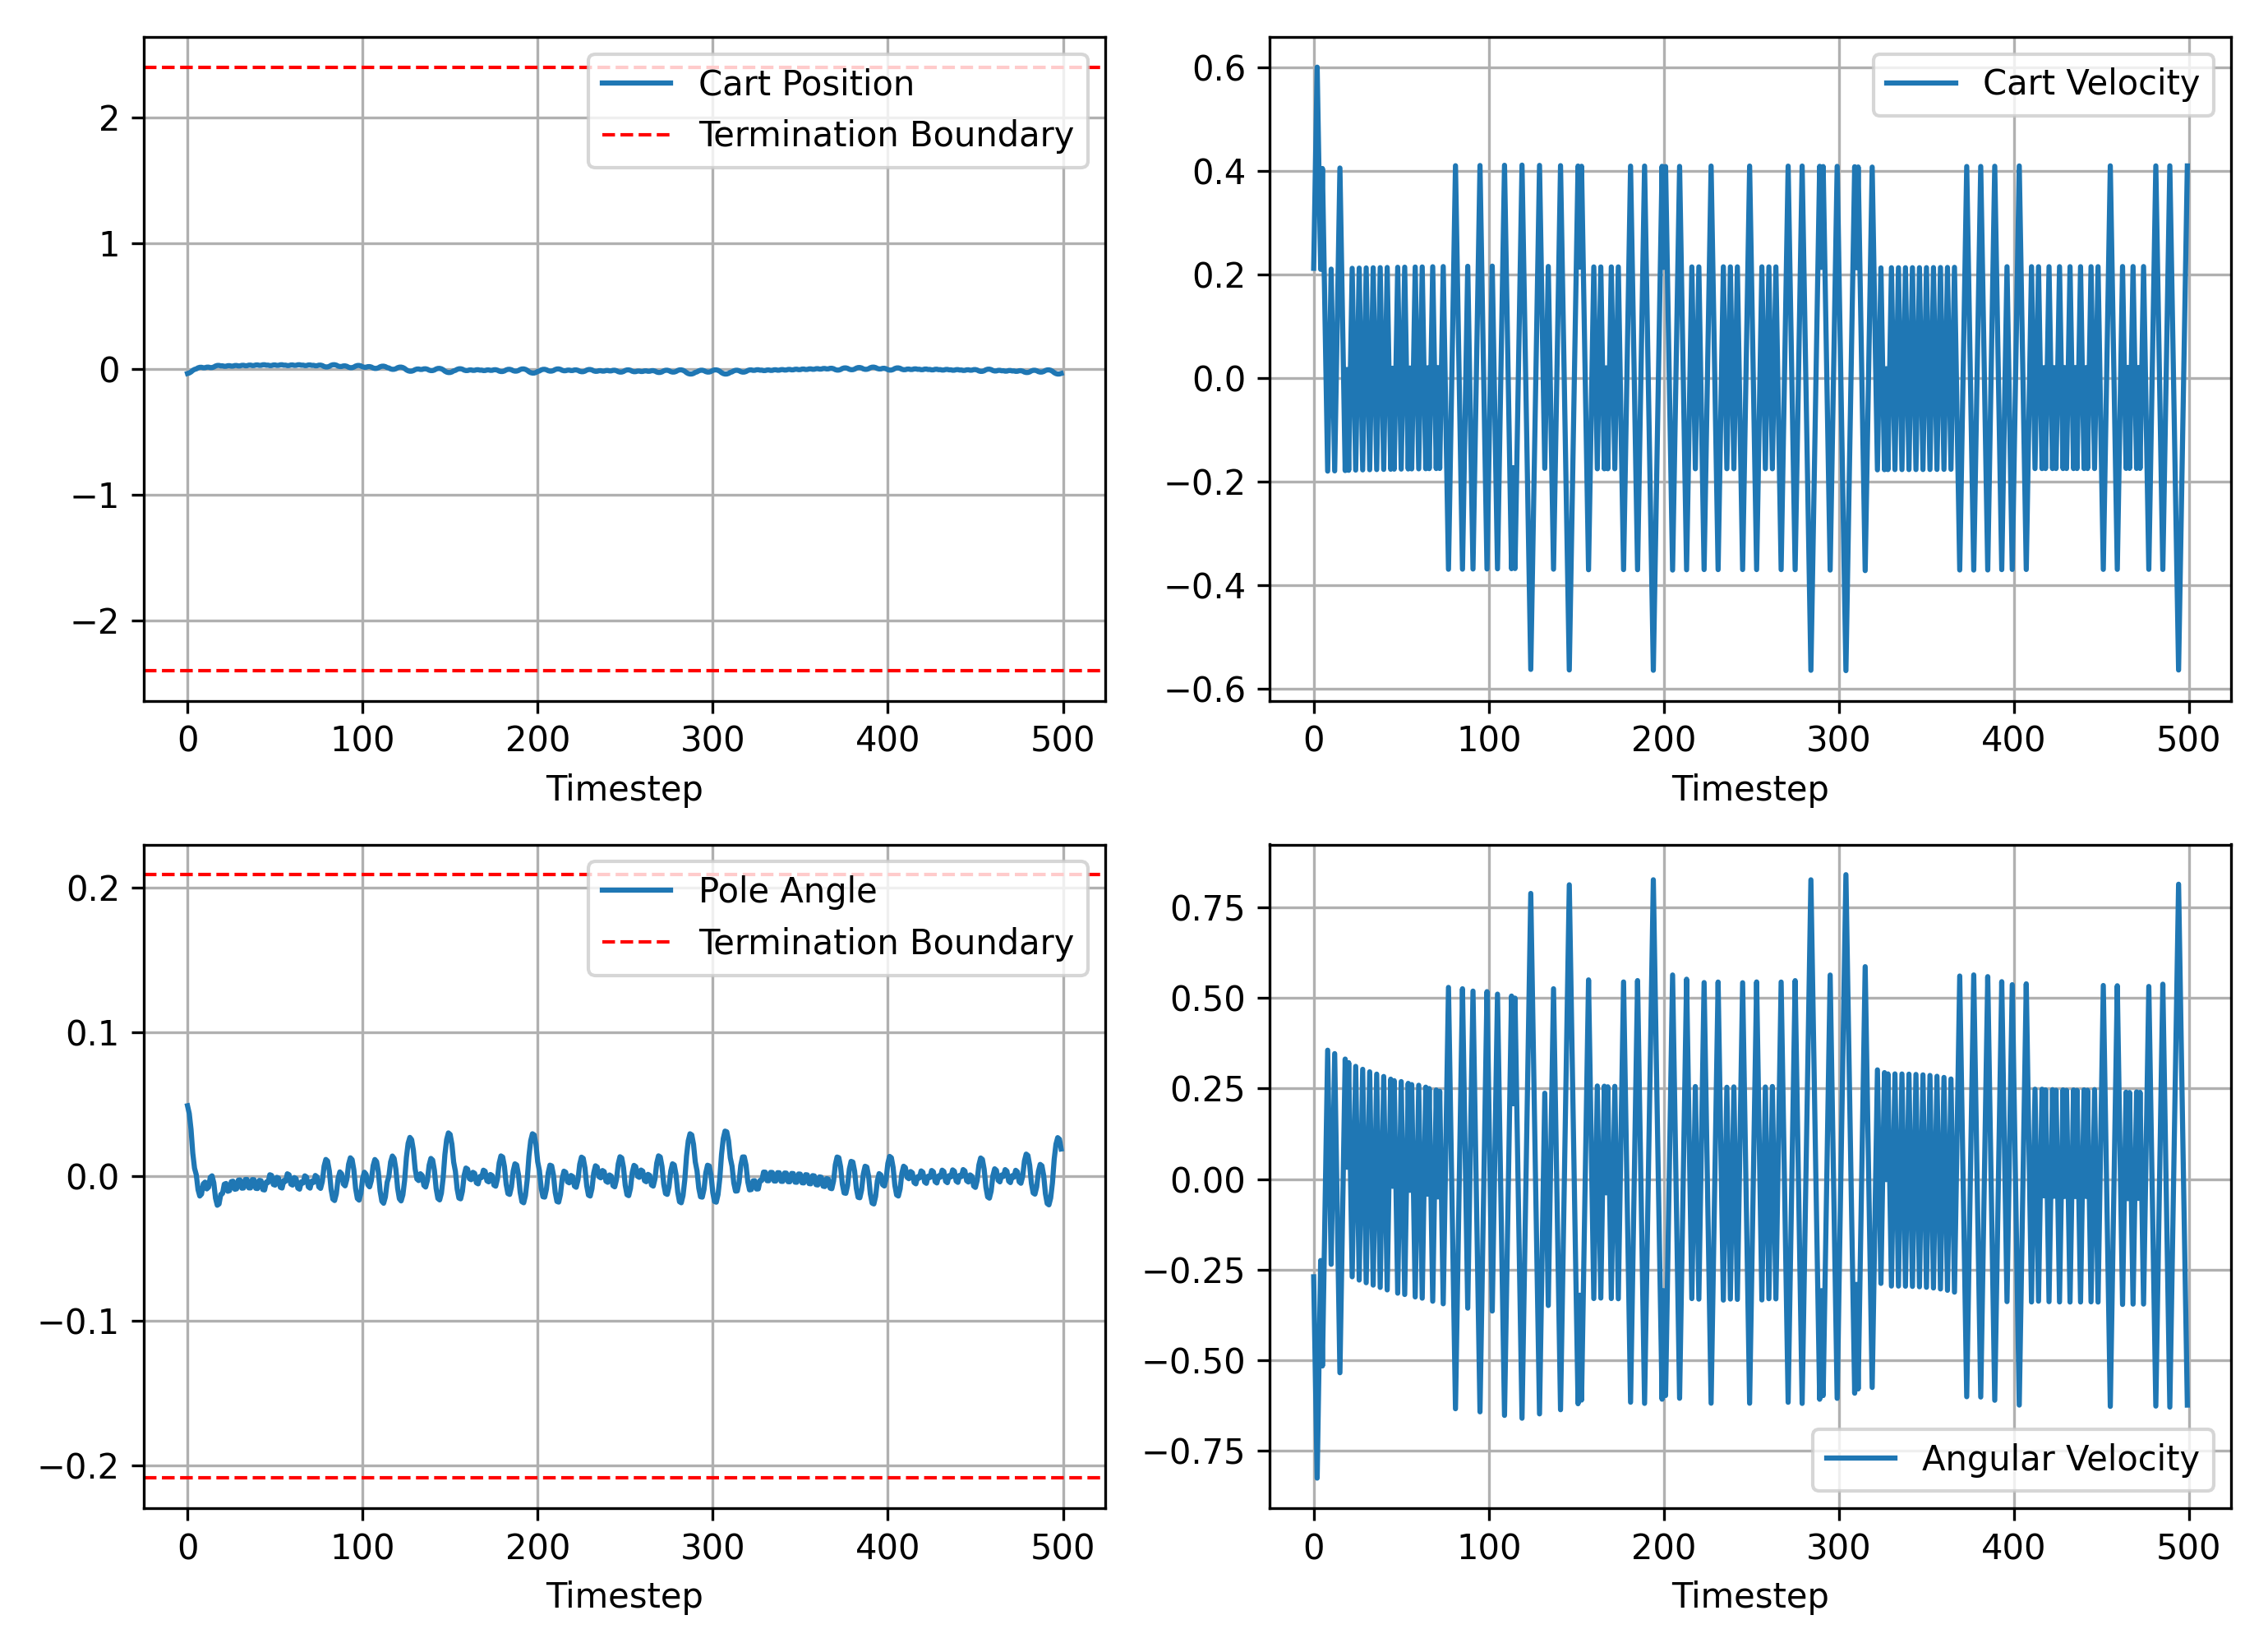 2
1
0
−1
−2
Cart Position
Termination Boundary
0 100 200 300 400 500
Timestep
0.6
0.4
0.2
0.0
−0.2
−0.4
−0.6
Cart Velocity
0 100 200 300 400 500
Timestep
0.2
0.1
0.0
−0.1
−0.2
Pole Angle
Termination Boundary
0 100 200 300 400 500
Timestep
0.75
0.50
0.25
0.00
−0.25
−0.50
−0.75
Angular Velocity
0 100 200 300 400 500
Timestep